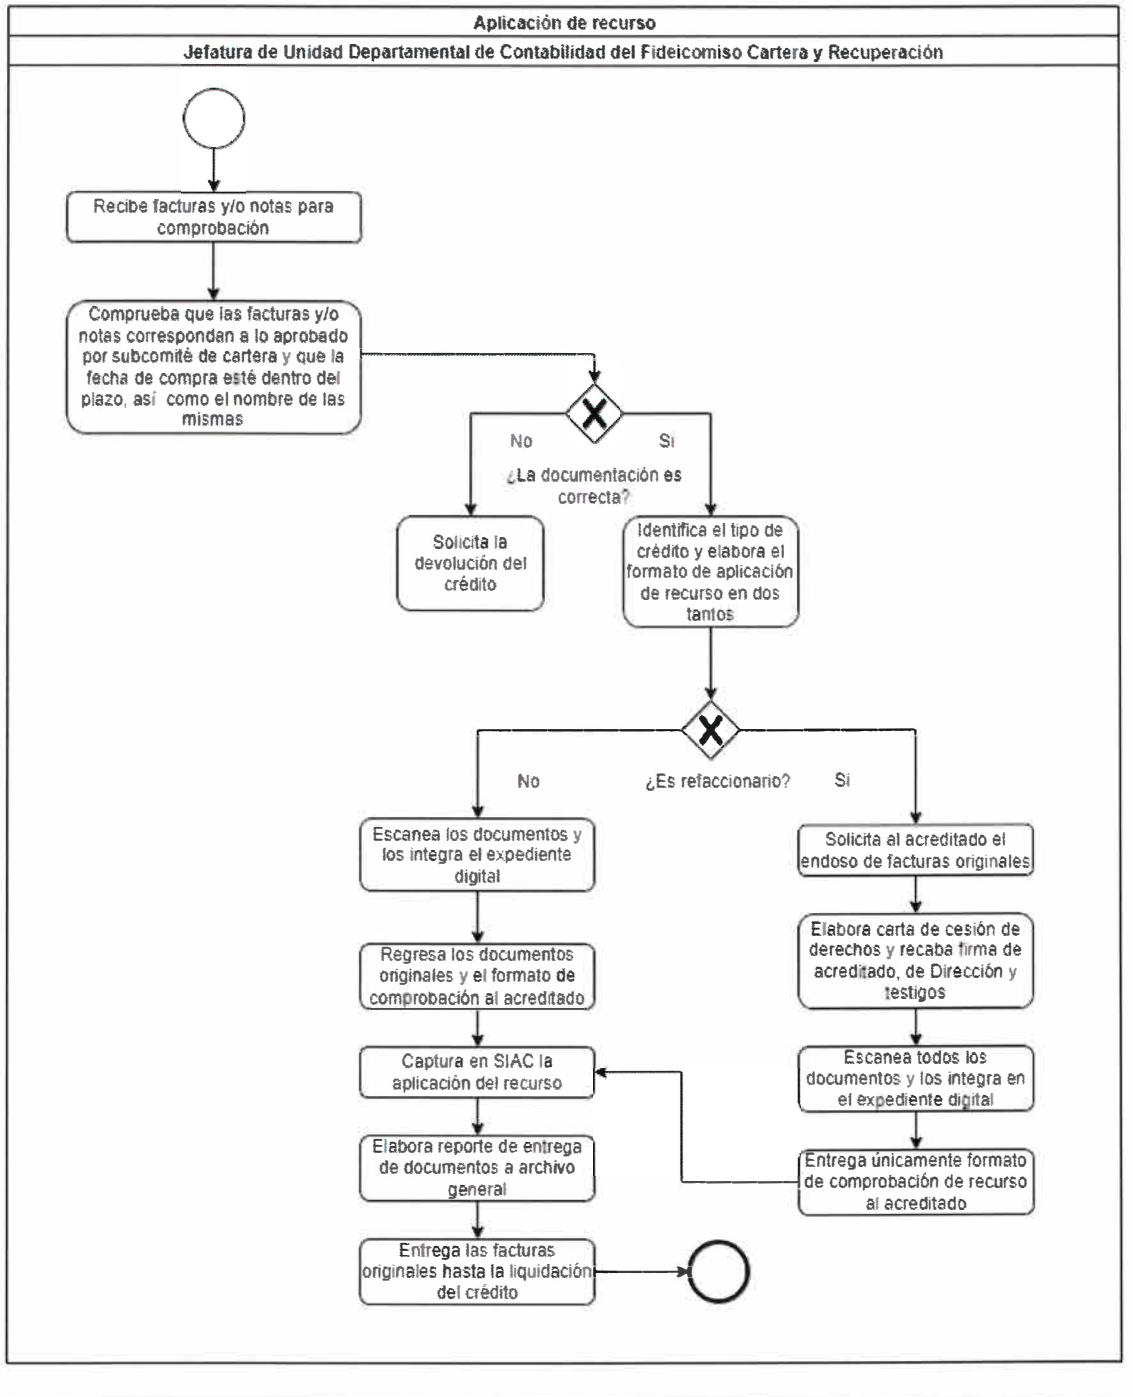 Aplicación de recurso
Jefatura de Unidad Departamental de Contabilidad del Fideicomiso Cartera y Recuperación
Recibe facturas y/o notas para
comprobación
Comprueba que las facturas y/o
notas correspondan a lo aprobado
por subcomité de cartera y que la
fecha de compra esté dentro del
plazo, así como el nombre de las
mismas
X
No
Si
¿La documentación es
correcta?
Solicita la
devolución del
crédito
Identifica el tipo de
crédito y elabora el
formato de aplicación
de recurso en dos
tantos
X
No
¿Es refaccionario?
Si
Escanea los documentos y
los integra el expediente
digital
Regresa los documentos
originales y el formato de
comprobación al acreditado
Captura en SIAC la
aplicación del recurso
Elabora reporte de entrega
de documentos a archivo
general
Entrega las facturas
originales hasta la liquidación
del crédito
Solicita al acreditado el
endoso de facturas originales
Elabora carta de cesión de
derechos y recaba firma de
acreditado, de Dirección y
testigos
Escanea todos los
documentos y los integra en
el expediente digital
Entrega únicamente formato
de comprobación de recurso
al acreditado